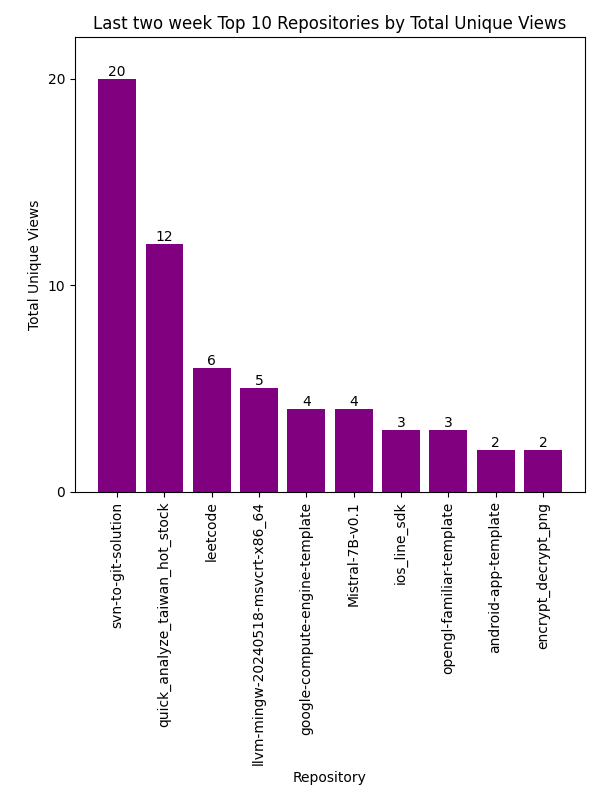 Last two week Top 10 Repositories by Total Unique Views
Total Unique Views
20
10
0
20
12
6
5
4
4
3
3
2
2
svn-to-git-solution
quick_analyze_taiwan_hot_stock
leetcode
llvm-mingw-20240518-msvcrt-x86_64
google-compute-engine-template
Mistral-7B-v0.1
ios_line_sdk
opengl-familiar-template
android-app-template
encrypt_decrypt_png
Repository